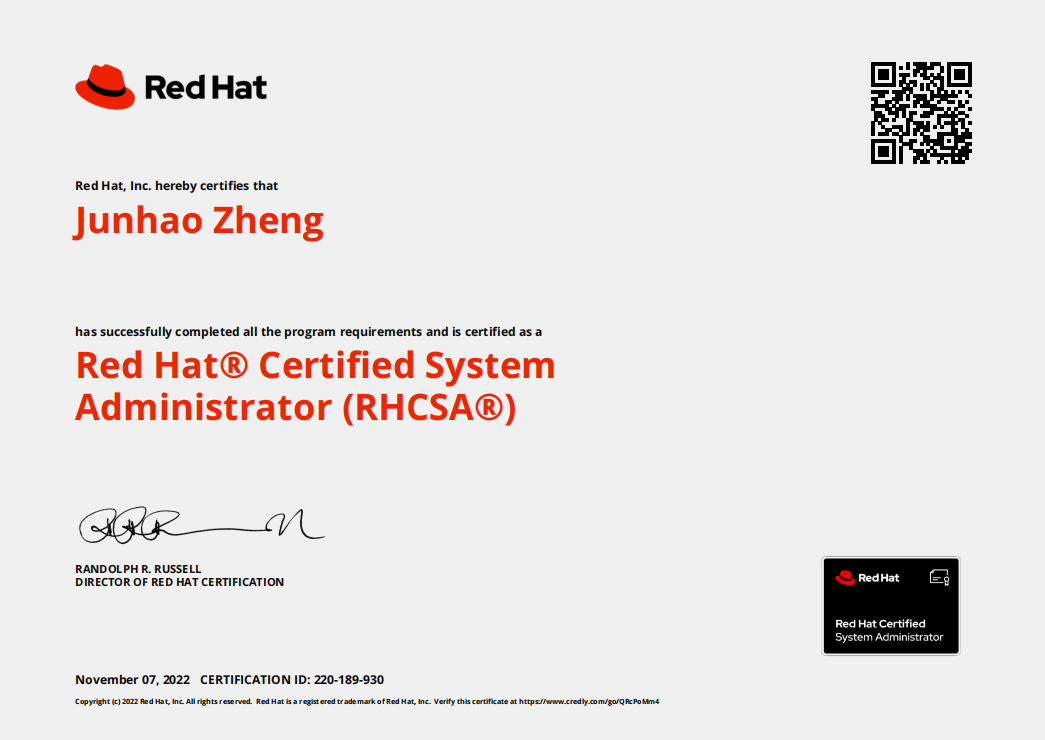 Red Hat
Red Hat, Inc. hereby certifies that
Junhao Zheng
has successfully completed all the program requirements and is certified as a
Red Hat® Certified System
Administrator (RHCSA®)
RANDOLPH R. RUSSELL
DIRECTOR OF RED HAT CERTIFICATION
Red Hat
Red Hat Certified
System Administrator
November 07, 2022 CERTIFICATION ID: 220-189-930
Copyright (c) 2022 Red Hat, Inc. All rights reserved. Red Hat is a registered trademark of Red Hat, Inc. Verify this certificate at https://www.credly.com/go/QRcPoMm4